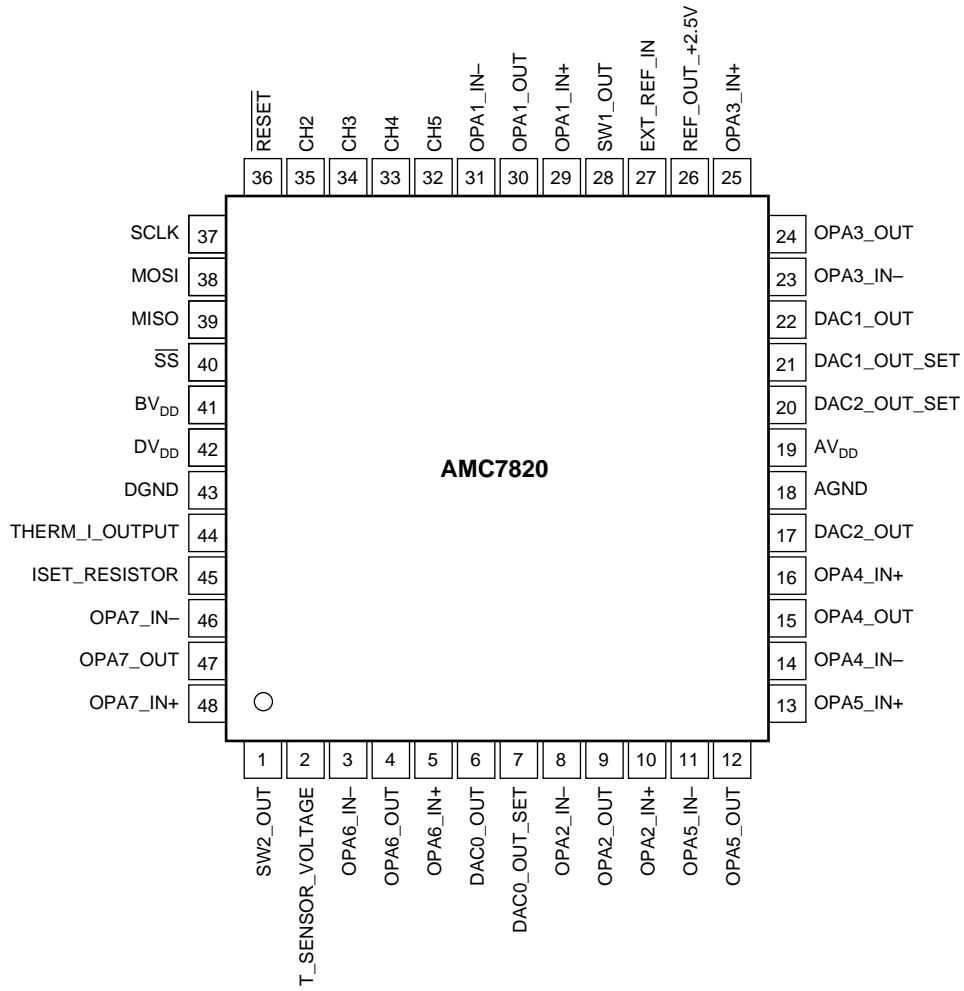 RESET
CH2
CH3
CH4
CH5
OPA1_IN–
OPA1_OUT
OPA1_IN+
SW1_OUT
EXT_REF_IN
REF_OUT_+2.5V
OPA3_IN+
36 35 34 33 32 31 30 29 28 27 26 25
SCLK 37
MOSI 38
MISO 39
SS 40
BVDD 41
DVDD 42
DGND 43
THERM_I_OUTPUT 44
ISET_RESISTOR 45
OPA7_IN– 46
OPA7_OUT 47
OPA7_IN+ 48
AMC7820
24 OPA3_OUT
23 OPA3_IN–
22 DAC1_OUT
21 DAC1_OUT_SET
20 DAC2_OUT_SET
19 AVDD
18 AGND
17 DAC2_OUT
16 OPA4_IN+
15 OPA4_OUT
14 OPA4_IN–
13 OPA5_IN+
1 2 3 4 5 6 7 8 9 10 11 12
SW2_OUT
T_SENSOR_VOLTAGE
OPA6_IN–
OPA6_OUT
OPA6_IN+
DAC0_OUT
DAC0_OUT_SET
OPA2_IN–
OPA2_OUT
OPA2_IN+
OPA5_IN–
OPA5_OUT